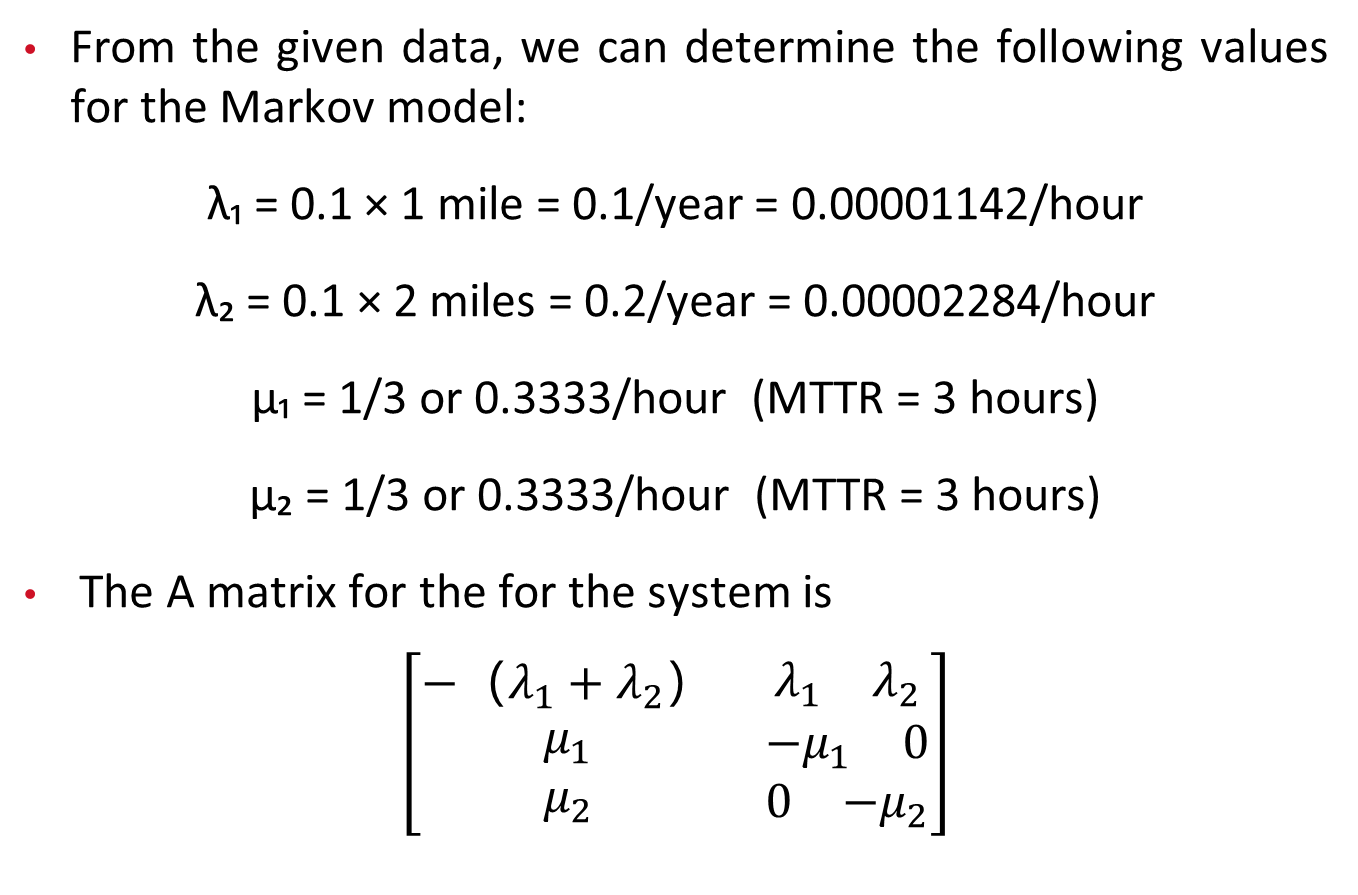 • From the given data, we can determine the following values
for the Markov model:
λ₁ = 0.1 × 1 mile = 0.1/year = 0.00001142/hour
λ₂ = 0.1 × 2 miles = 0.2/year = 0.00002284/hour
µ₁ = 1/3 or 0.3333/hour (MTTR = 3 hours)
µ₂ = 1/3 or 0.3333/hour (MTTR = 3 hours)
• The A matrix for the for the system is
[− (λ₁ + λ₂) λ₁ λ₂
μ₁ −μ₁ 0
μ₂ 0 −μ₂]